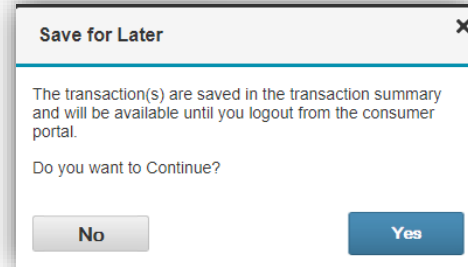 Save for Later
The transaction(s) are saved in the transaction summary
and will be available until you logout from the consumer
portal.
Do you want to Continue?
No
Yes